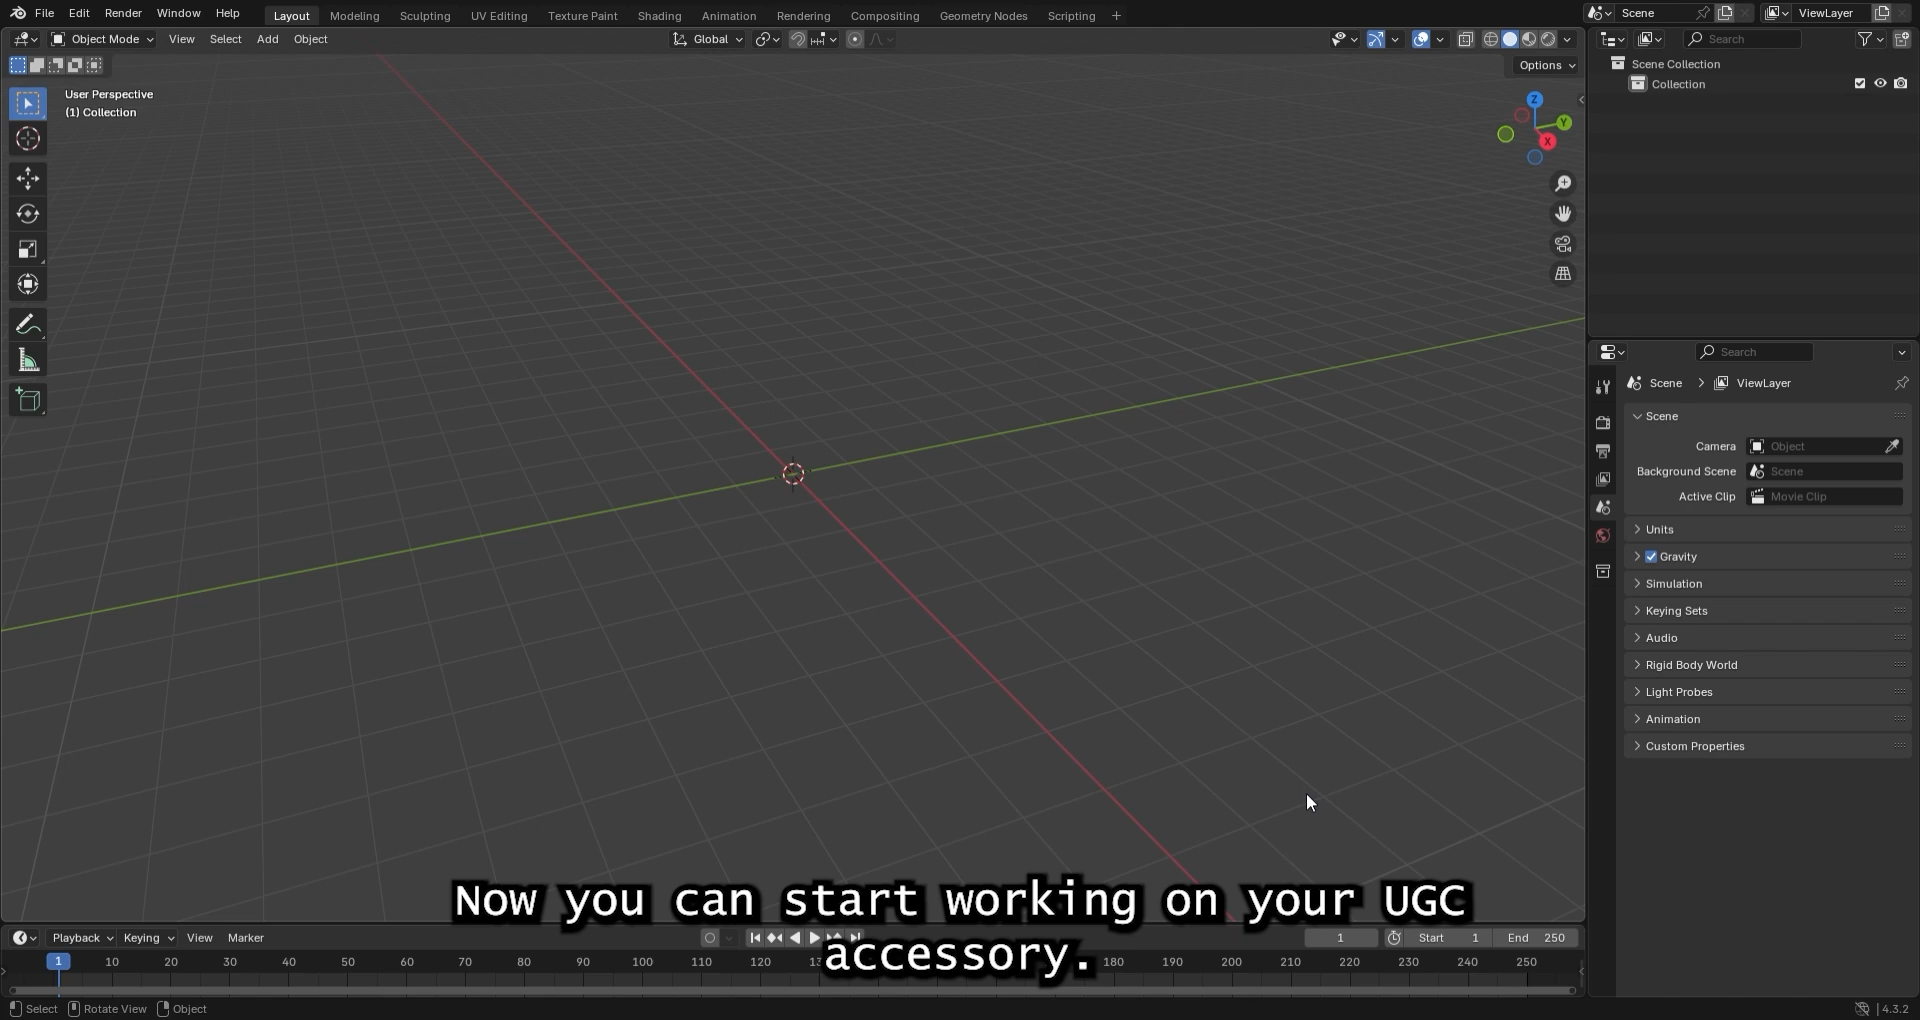 File Edit Render Window Help Layout Modeling Sculpting UV Editing Texture Paint Shading Animation Rendering Compositing Geometry Nodes Scripting + Scene ViewLayer
Object Mode View Select Add Object Global Search
Options
User Perspective
(1) Collection
Z
Y
X
Scene Collection
Collection
Search
Scene ViewLayer
Scene
Camera Object
Background Scene Scene
Active Clip Movie Clip
Units
Gravity
Simulation
Keying Sets
Audio
Rigid Body World
Light Probes
Animation
Custom Properties
Now you can start working on your UGC
accessory.
Playback Keying View Marker 1 Start 1 End 250
1 10 20 30 40 50 60 70 80 90 100 110 120 180 190 200 210 220 230 240 250
Select Rotate View Object 4.3.2